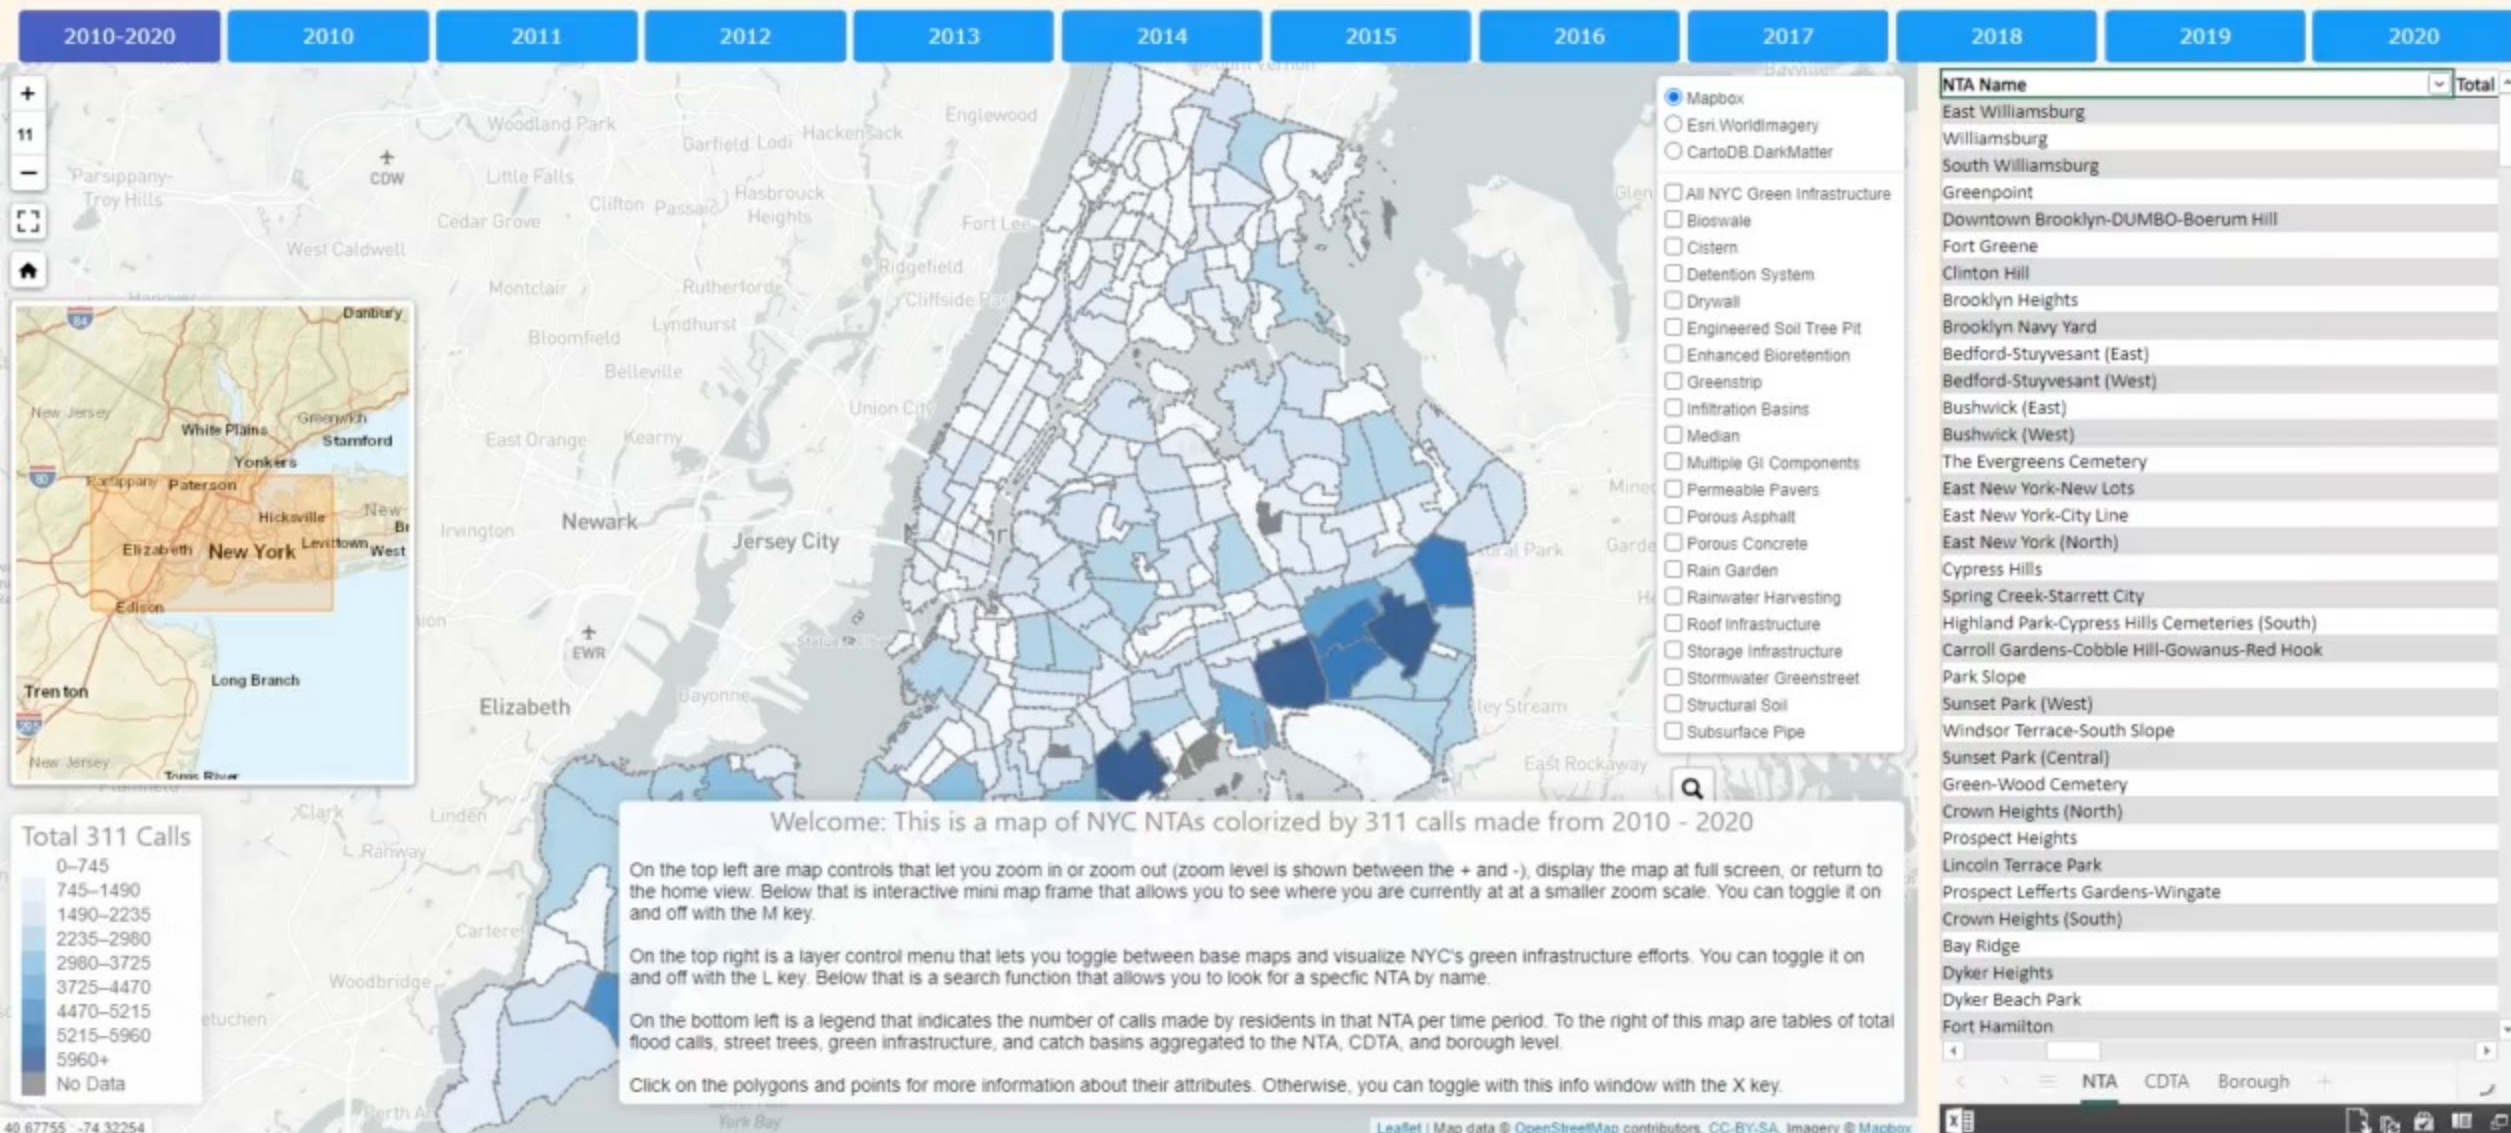 2010-2020
2010
2011
2012
2013
2014
2015
2016
2017
2018
2019
2020
+
11
−
Woodland Park
Garfield
Lodi
Hackensack
Englewood
Parsippany-
Troy Hills
CDW
Little Falls
Hasbrouck
Heights
Clifton
Passaic
Cedar Grove
Fort Lee
West Caldwell
Ridgefield
Montclair
Rutherford
Bloomfield
Lyndhurst
Belleville
Union City
East Orange
Kearny
Newark
Irvington
Jersey City
EWR
Elizabeth
Bayonne
Clark
Linden
Rahway
Carteret
Woodbridge
East Rockaway
York Bay
Danbury
84
New Jersey
Greenwich
White Plains
Stamford
Yonkers
80
Parsippany
Paterson
Hicksville
New
Br
Elizabeth
New York
Levittown
West
Edison
Long Branch
Trenton
295
New Jersey
Toms River
Total 311 Calls
0–745
745–1490
1490–2235
2235–2980
2980–3725
3725–4470
4470–5215
5215–5960
5960+
No Data
40.67755 -74.32254
Mapbox
Esri.WorldImagery
CartoDB.DarkMatter
All NYC Green Infrastructure
Bioswale
Cistern
Detention System
Drywall
Engineered Soil Tree Pit
Enhanced Bioretention
Greenstrip
Infiltration Basins
Median
Multiple GI Components
Permeable Pavers
Porous Asphalt
Porous Concrete
Rain Garden
Rainwater Harvesting
Roof Infrastructure
Storage Infrastructure
Stormwater Greenstreet
Structural Soil
Subsurface Pipe
Welcome: This is a map of NYC NTAs colorized by 311 calls made from 2010 - 2020
On the top left are map controls that let you zoom in or zoom out (zoom level is shown between the + and -), display the map at full screen, or return to
the home view. Below that is interactive mini map frame that allows you to see where you are currently at at a smaller zoom scale. You can toggle it on
and off with the M key.
On the top right is a layer control menu that lets you toggle between base maps and visualize NYC's green infrastructure efforts. You can toggle it on
and off with the L key. Below that is a search function that allows you to look for a specfic NTA by name.
On the bottom left is a legend that indicates the number of calls made by residents in that NTA per time period. To the right of this map are tables of total
flood calls, street trees, green infrastructure, and catch basins aggregated to the NTA, CDTA, and borough level.
Click on the polygons and points for more information about their attributes. Otherwise, you can toggle with this info window with the X key.
Leaflet | Map data © OpenStreetMap contributors, CC-BY-SA, Imagery © Mapbox
NTA Name Total
East Williamsburg
Williamsburg
South Williamsburg
Greenpoint
Downtown Brooklyn-DUMBO-Boerum Hill
Fort Greene
Clinton Hill
Brooklyn Heights
Brooklyn Navy Yard
Bedford-Stuyvesant (East)
Bedford-Stuyvesant (West)
Bushwick (East)
Bushwick (West)
The Evergreens Cemetery
East New York-New Lots
East New York-City Line
East New York (North)
Cypress Hills
Spring Creek-Starrett City
Highland Park-Cypress Hills Cemeteries (South)
Carroll Gardens-Cobble Hill-Gowanus-Red Hook
Park Slope
Sunset Park (West)
Windsor Terrace-South Slope
Sunset Park (Central)
Green-Wood Cemetery
Crown Heights (North)
Prospect Heights
Lincoln Terrace Park
Prospect Lefferts Gardens-Wingate
Crown Heights (South)
Bay Ridge
Dyker Heights
Dyker Beach Park
Fort Hamilton
NTA CDTA Borough +